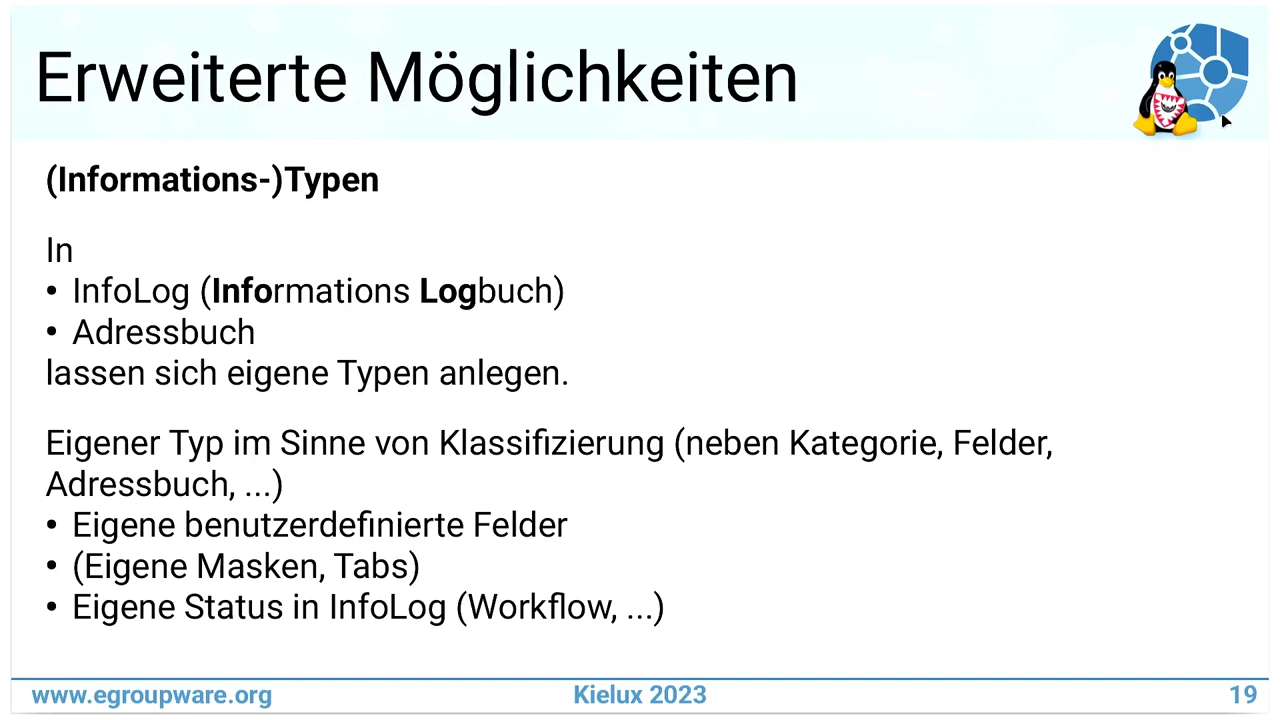 Erweiterte Möglichkeiten
(Informations-)Typen
In
• InfoLog (Informations Logbuch)
• Adressbuch
lassen sich eigene Typen anlegen.
Eigener Typ im Sinne von Klassifizierung (neben Kategorie, Felder,
Adressbuch, ...)
• Eigene benutzerdefinierte Felder
• (Eigene Masken, Tabs)
• Eigene Status in InfoLog (Workflow, ...)
www.egroupware.org Kielux 2023 19